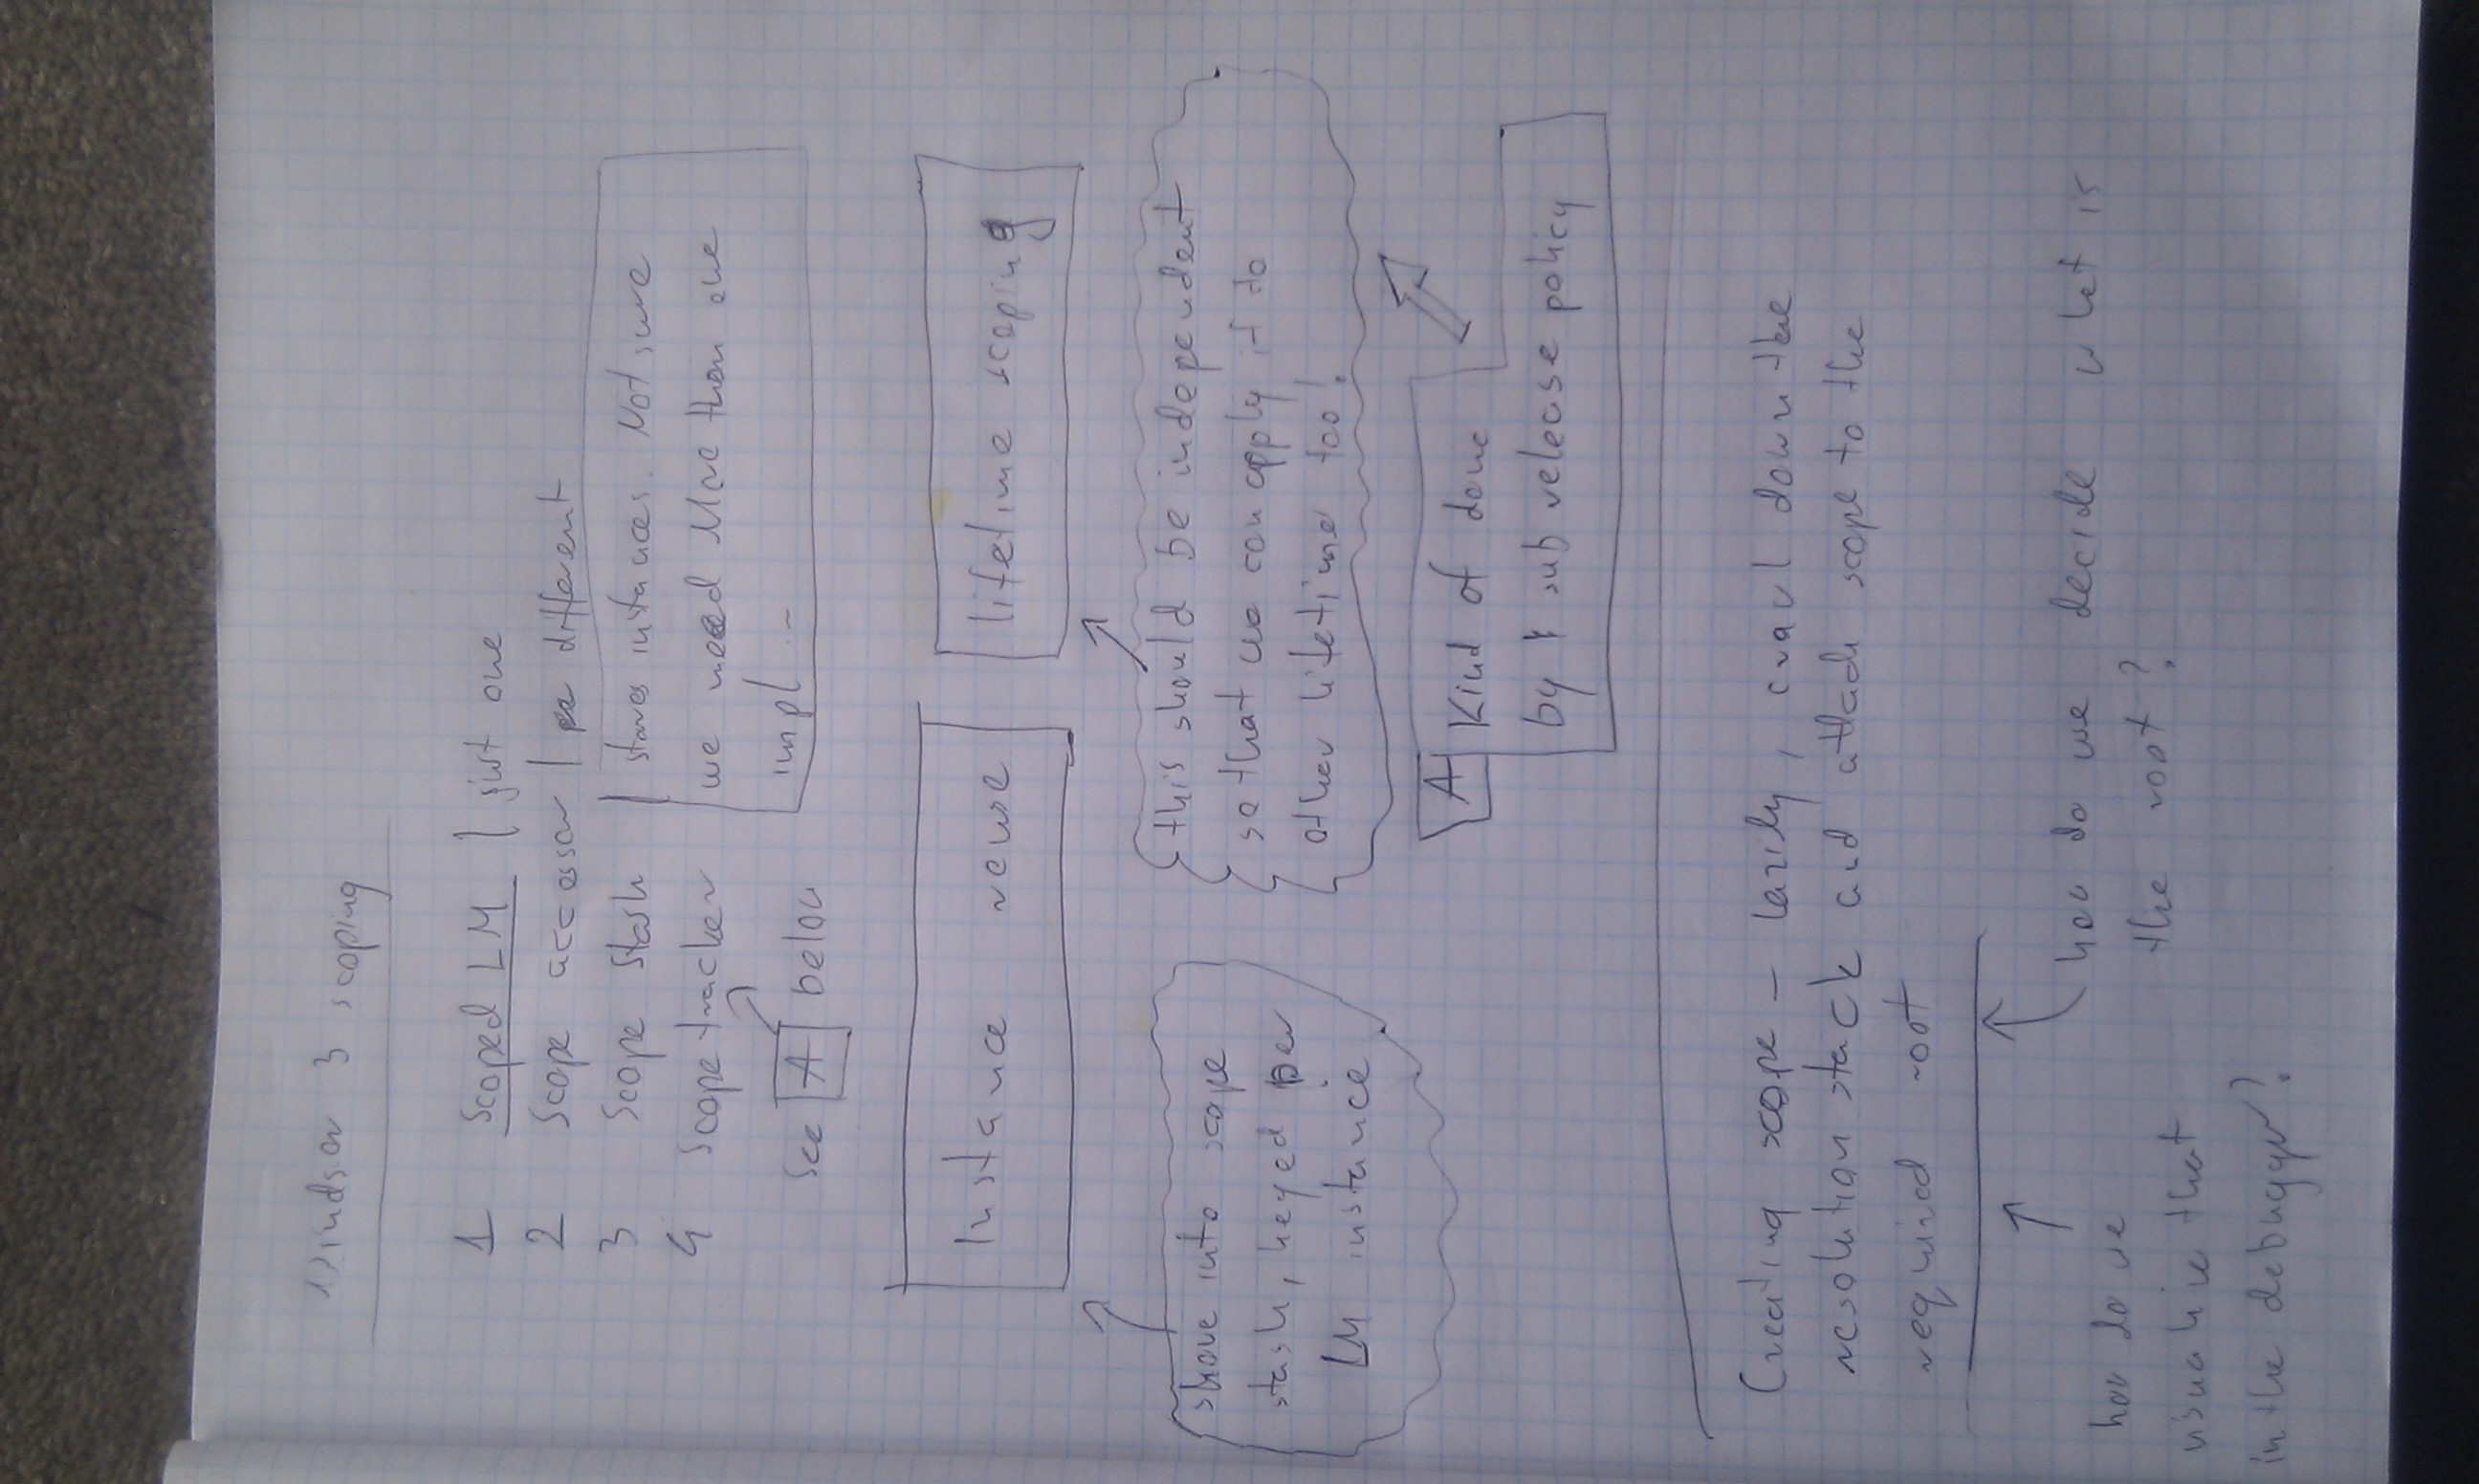 Windsor 3 scoping
1 Scoped LM | just one
2 Scope accessor | per different
3 Scope stash | stores intances. Not sure
we need More than one
impl...
4 Scope tracker
See A below
Instance reuse
lifetime scoping
shove into scope
stash, keyed per
LM instance
this should be independent
so that we can apply it to
other lifetime too!
A Kind of done
by sub release policy
Creating scope - lazily, crawl down the
resolution stack and attach scope to the
required root
how do we
visualize that
in the debugger?
how do we decide what is
the root?